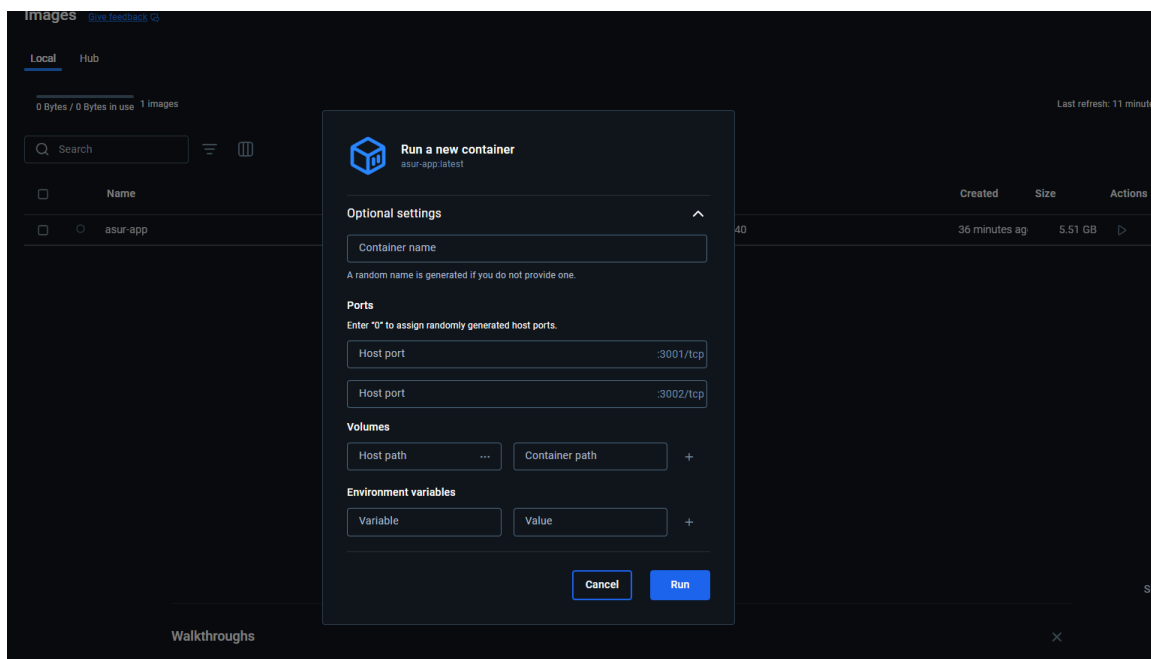 Images Give feedback
Local Hub
0 Bytes / 0 Bytes in use 1 images
Last refresh: 11 minute
Search
Name Created Size Actions
asur-app 40 36 minutes ag 5.51 GB
Run a new container
asur-app:latest
Optional settings
Container name
A random name is generated if you do not provide one.
Ports
Enter "0" to assign randomly generated host ports.
Host port :3001/tcp
Host port :3002/tcp
Volumes
Host path ... Container path +
Environment variables
Variable Value +
Cancel Run
S
Walkthroughs